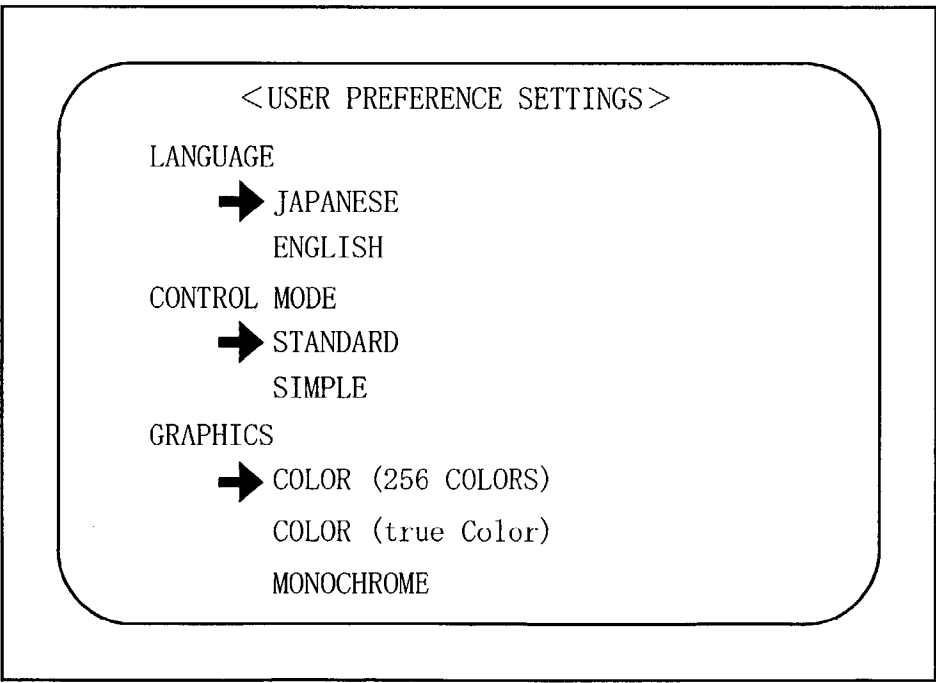 <USER PREFERENCE SETTINGS>
LANGUAGE
JAPANESE
ENGLISH
CONTROL MODE
STANDARD
SIMPLE
GRAPHICS
COLOR (256 COLORS)
COLOR (true Color)
MONOCHROME